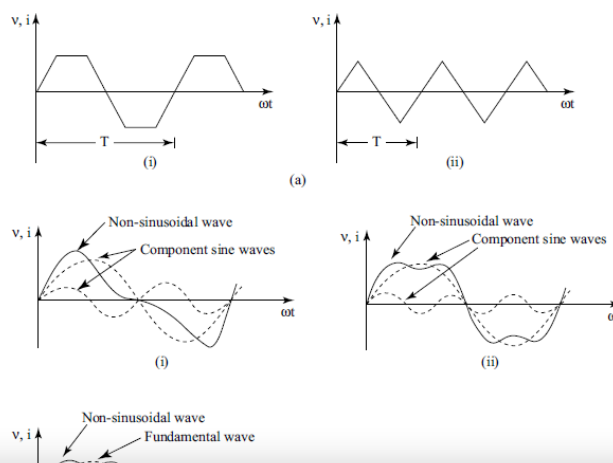 v, i
v, i
ωt
ωt
T
T
(i)
(ii)
(a)
Non-sinusoidal wave
Non-sinusoidal wave
v, i
Component sine waves
v, i
Component sine waves
ωt
(i)
(ii)
Non-sinusoidal wave
v, i
Fundamental wave